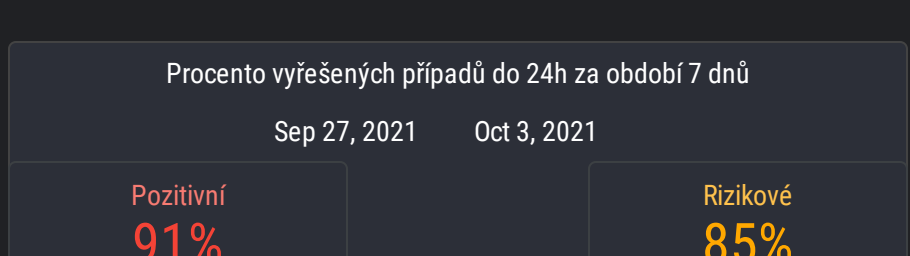 Procento vyřešených případů do 24h za období 7 dnů
Sep 27, 2021 Oct 3, 2021
Pozitivní Rizikové
91% 85%